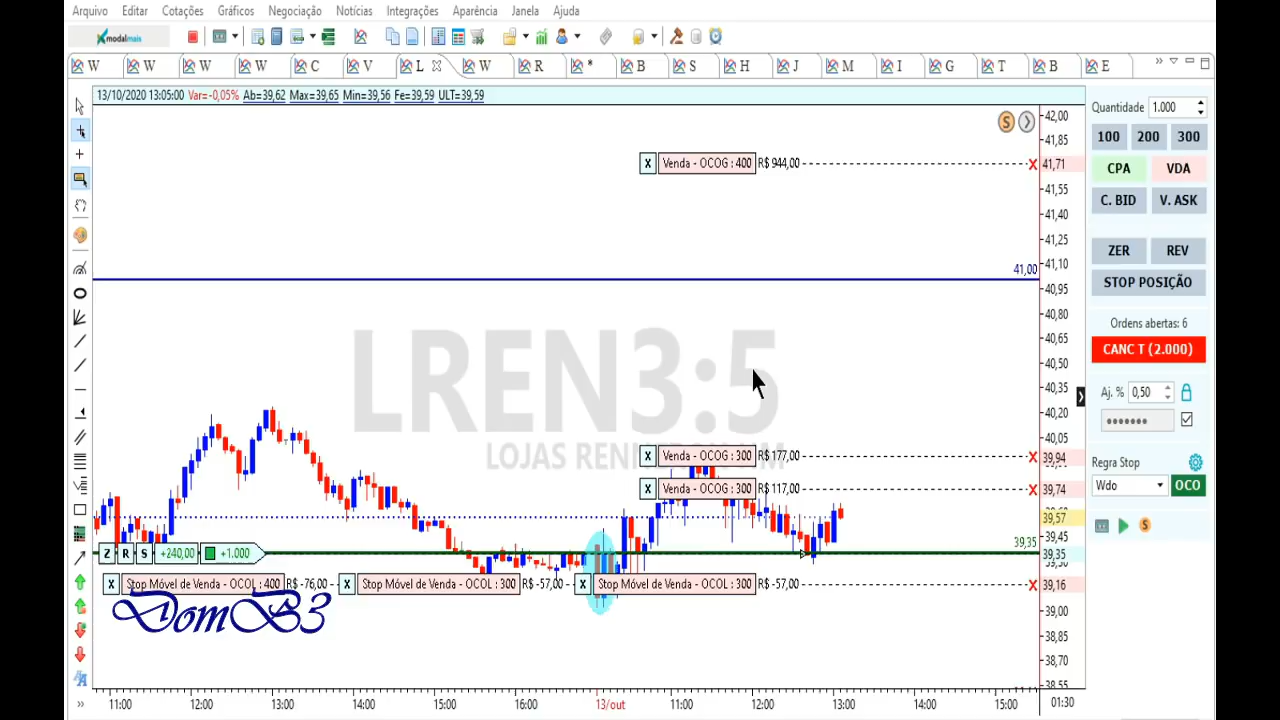 Arquivo Editar Cotações Gráficos Negociação Notícias Integrações Aparência Janela Ajuda
modalmais
W W W W C V L W R * B S H J M I G T B E
13/10/2020 13:05:00 Var=-0,05% Ab=39,62 Max=39,65 Min=39,56 Fe=39,59 ULT=39,59
Quantidade 1.000
100 200 300
CPA VDA
C. BID V. ASK
ZER REV
STOP POSIÇÃO
Ordens abertas: 6
CANC T (2.000)
Aj. % 0,50
Regra Stop
Wdo OCO
S
S
42,00
41,85
X Venda - OCOG : 400 R$ 944,00 X 41,71
41,55
41,40
41,25
41,10
41,00
40,95
40,80
40,65
40,50
40,35
40,20
40,05
LREN3:5
X Venda - OCOG : 300 R$ 177,00 X 39,94
X Venda - OCOG : 300 R$ 117,00 X 39,74
39,57
39,45
39,35
Z R S +240,00 +1.000 39,35
39,30
X Stop Móvel de Venda - OCOL : 400 R$ -76,00 X Stop Móvel de Venda - OCOL : 300 R$ -57,00 X Stop Móvel de Venda - OCOL : 300 R$ -57,00 X 39,16
DomB3
39,00
38,85
38,70
38,55
11:00 12:00 13:00 14:00 15:00 16:00 13/out 11:00 12:00 13:00 14:00 15:00 01:30